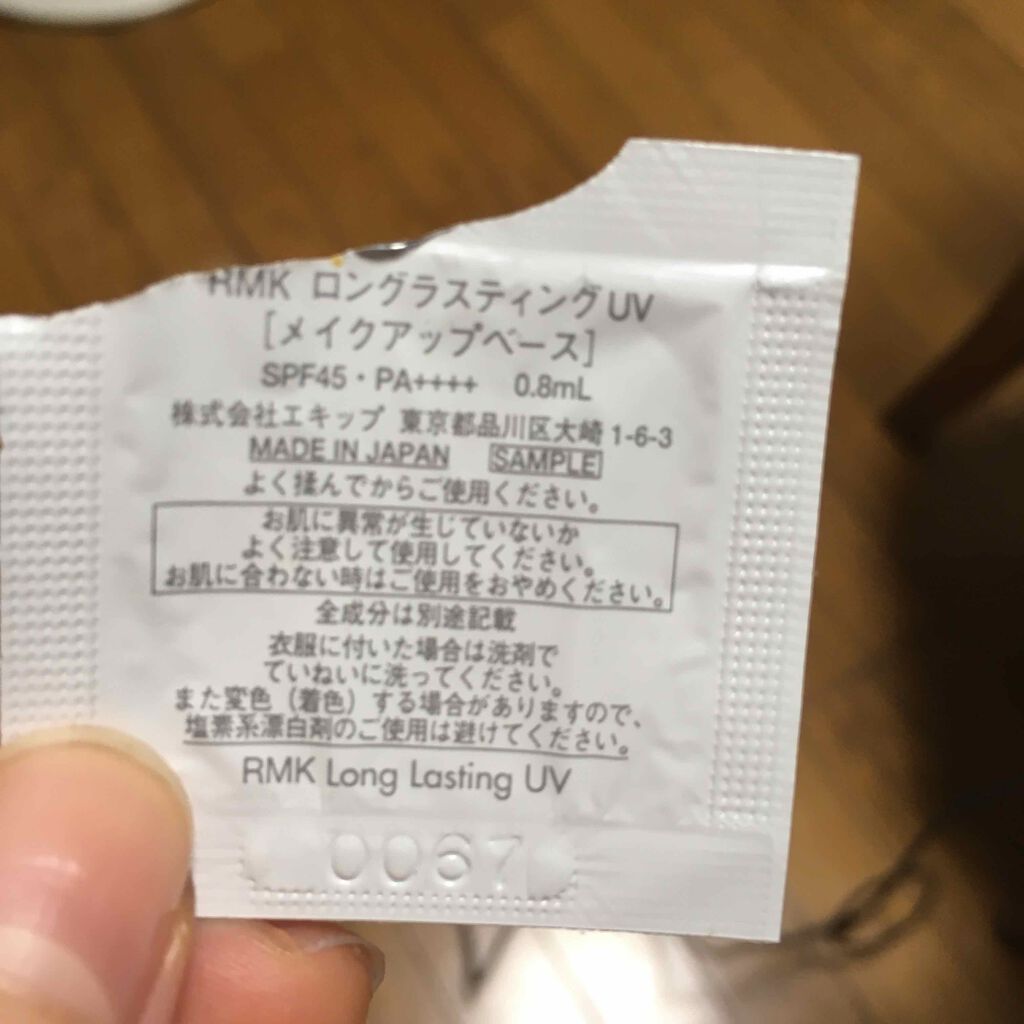 RMK ロングラスティングUV
[メイクアップベース]
SPF45・PA++++ 0.8mL
株式会社エキップ 東京都品川区大崎1-6-3
MADE IN JAPAN SAMPLE
よく揉んでからご使用ください。
お肌に異常が生じていないか
よく注意して使用してください。
お肌に合わない時はご使用をおやめください。
全成分は別途記載
衣服に付いた場合は洗剤で
ていねいに洗ってください。
また変色（着色）する場合がありますので、
塩素系漂白剤のご使用は避けてください。
RMK Long Lasting UV
0067